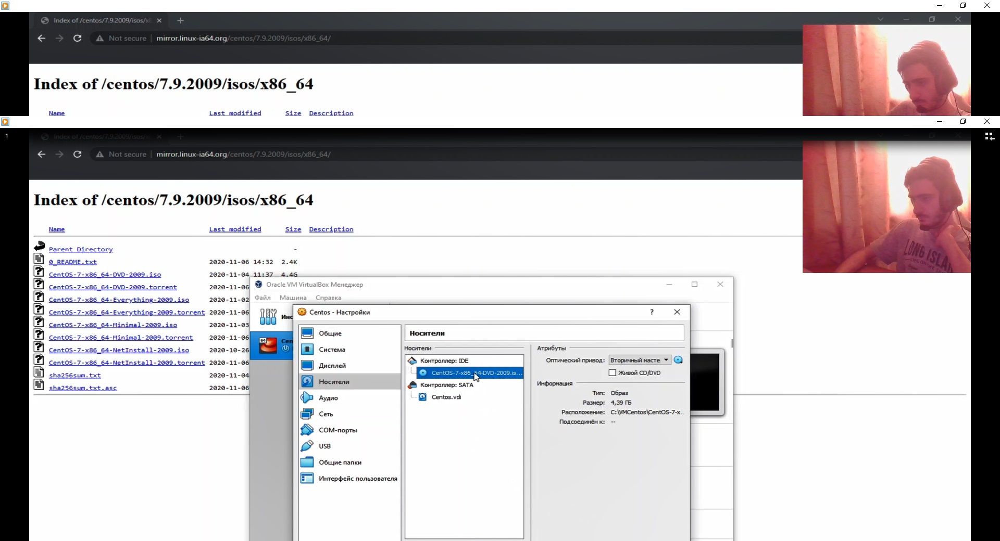 Index of /centos/7.9.2009/isos/x8
Not secure mirror.linux-ia64.org/centos/7.9.2009/isos/x86_64/
Index of /centos/7.9.2009/isos/x86_64
Name Last modified Size Description
1
Index of /centos/7.9.2009/isos/x
Not secure mirror.linux-ia64.org/centos/7.9.2009/isos/x86_64/
Index of /centos/7.9.2009/isos/x86_64
Name Last modified Size Description
Parent Directory -
0_README.txt 2020-11-06 14:32 2.4K
CentOS-7-x86_64-DVD-2009.iso 2020-11-04 11:37 4.4G
CentOS-7-x86_64-DVD-2009.torrent 2020-11-06
CentOS-7-x86_64-Everything-2009.iso 2020-11-02
CentOS-7-x86_64-Everything-2009.torrent 2020-11-06
CentOS-7-x86_64-Minimal-2009.iso 2020-11-03
CentOS-7-x86_64-Minimal-2009.torrent 2020-11-06
CentOS-7-x86_64-NetInstall-2009.iso 2020-10-26
CentOS-7-x86_64-NetInstall-2009.torrent 2020-11-06
sha256sum.txt 2020-11-04
sha256sum.txt.asc 2020-11-06
LONG ISLAN
Oracle VM VirtualBox Менеджер
Файл Машина Справка
Инс
64
Cen
Centos - Настройки
?
Общие
Система
Дисплей
Носители
Аудио
Сеть
COM-порты
USB
Общие папки
Интерфейс пользователя
Носители
Носители
Контроллер: IDE
CentOS-7-x86_64-DVD-2009.is...
Контроллер: SATA
Centos.vdi
Атрибуты
Оптический привод: Вторичный масте
Живой CD/DVD
Информация
Тип: Образ
Размер: 4,39 ГБ
Расположение: C:\VMCentos\CentOS-7-x...
Подсоединён к: --